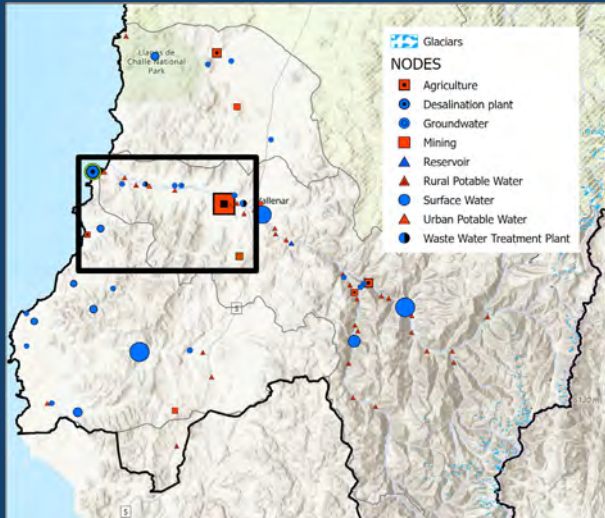 Llanos de
Challe National
Park
Glaciars
NODES
Agriculture
Desalination plant
Groundwater
Mining
Reservoir
Rural Potable Water
Surface Water
Urban Potable Water
Waste Water Treatment Plant
Vallenar
5
5